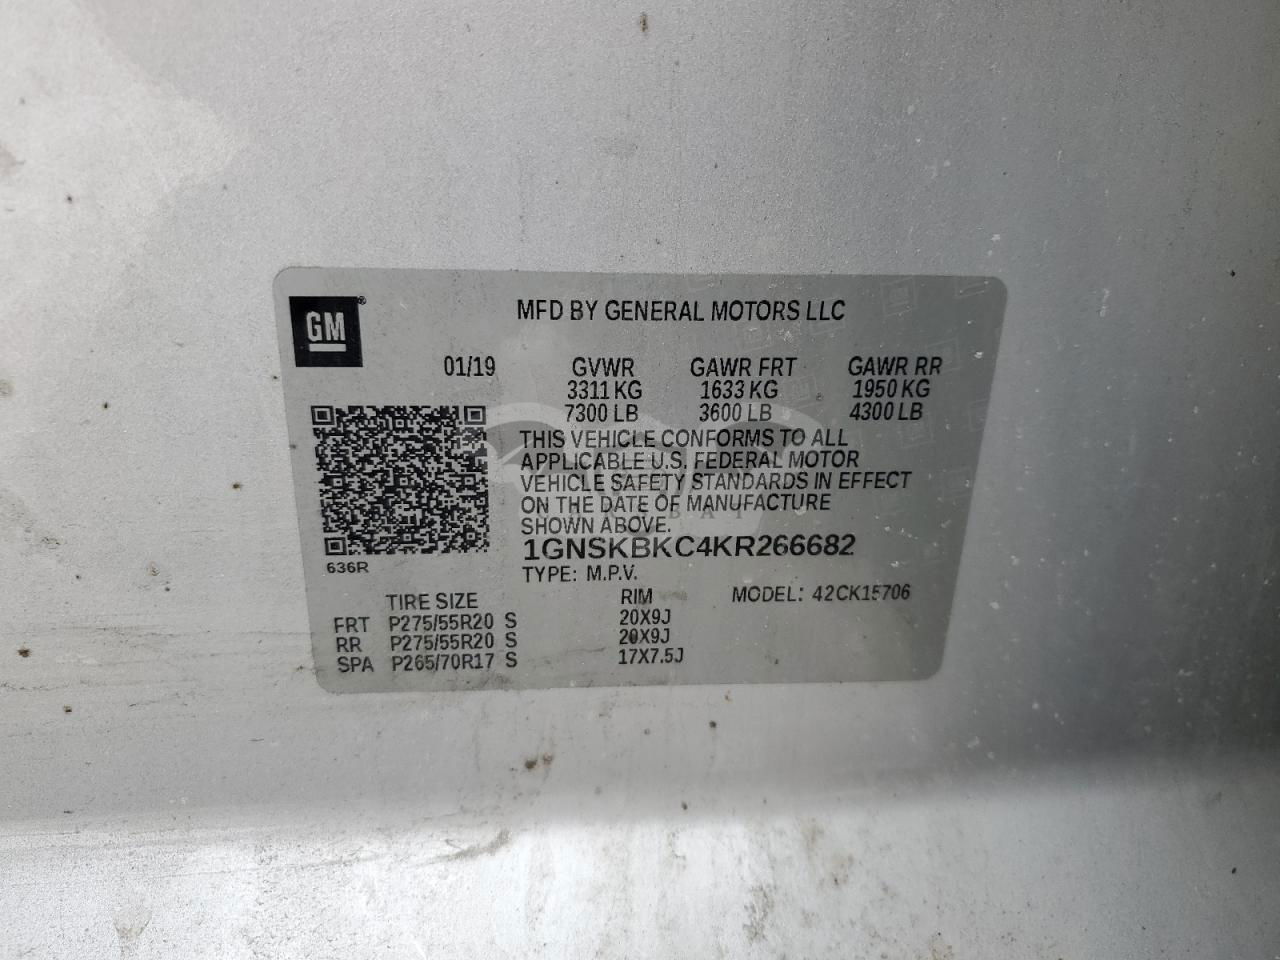 GM
MFD BY GENERAL MOTORS LLC
01/19 GVWR GAWR FRT GAWR RR
3311 KG 1633 KG 1950 KG
7300 LB 3600 LB 4300 LB
THIS VEHICLE CONFORMS TO ALL
APPLICABLE U.S. FEDERAL MOTOR
VEHICLE SAFETY STANDARDS IN EFFECT
ON THE DATE OF MANUFACTURE
SHOWN ABOVE.
1GNSKBKC4KR266682
636R
TYPE: M.P.V.
TIRE SIZE RIM MODEL: 42CK15706
FRT P275/55R20 S 20X9J
RR P275/55R20 S 20X9J
SPA P265/70R17 S 17X7.5J